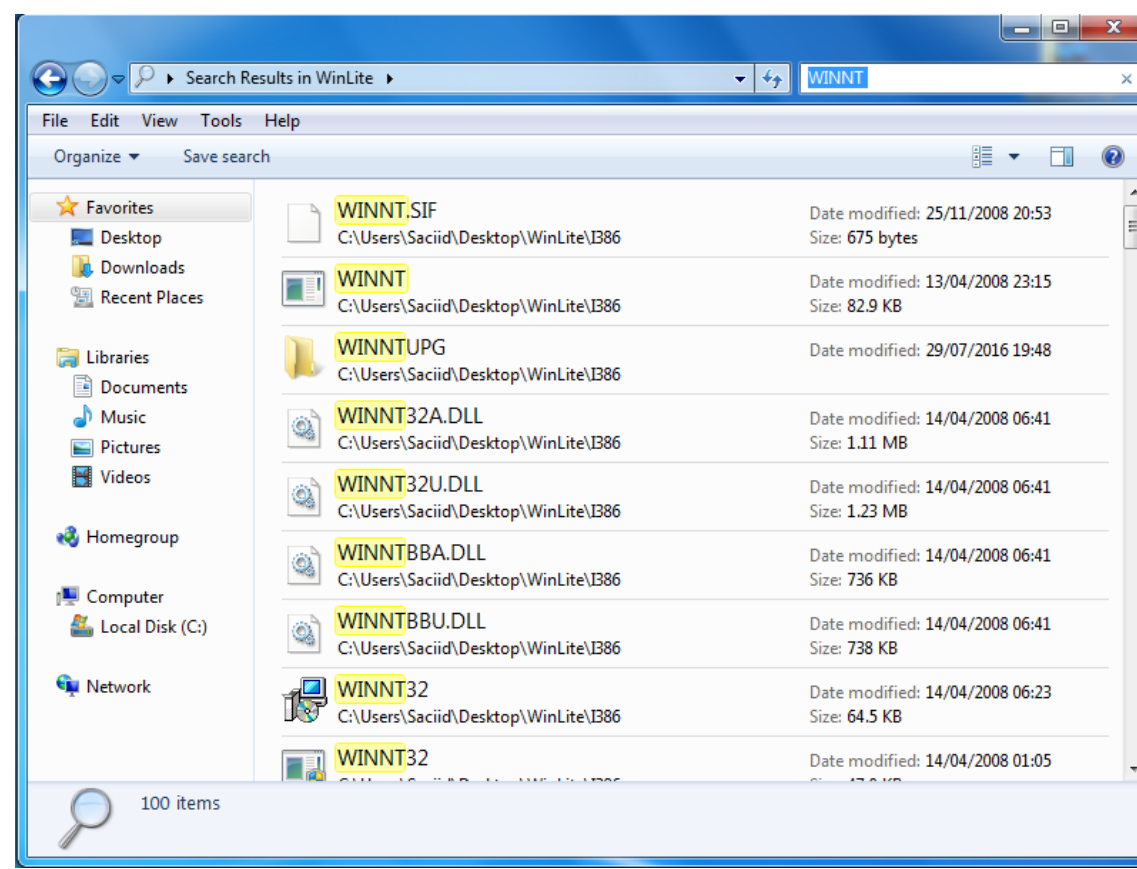 Search Results in WinLite
WINNT
File Edit View Tools Help
Organize Save search
Favorites
Desktop
Downloads
Recent Places
Libraries
Documents
Music
Pictures
Videos
Homegroup
Computer
Local Disk (C:)
Network
WINNT.SIF
Date modified: 25/11/2008 20:53
C:\Users\Saciid\Desktop\WinLite\I386
Size: 675 bytes
WINNT
Date modified: 13/04/2008 23:15
C:\Users\Saciid\Desktop\WinLite\I386
Size: 82.9 KB
WINNTUPG
Date modified: 29/07/2016 19:48
C:\Users\Saciid\Desktop\WinLite\I386
WINNT32A.DLL
Date modified: 14/04/2008 06:41
C:\Users\Saciid\Desktop\WinLite\I386
Size: 1.11 MB
WINNT32U.DLL
Date modified: 14/04/2008 06:41
C:\Users\Saciid\Desktop\WinLite\I386
Size: 1.23 MB
WINNTBBA.DLL
Date modified: 14/04/2008 06:41
C:\Users\Saciid\Desktop\WinLite\I386
Size: 736 KB
WINNTBBU.DLL
Date modified: 14/04/2008 06:41
C:\Users\Saciid\Desktop\WinLite\I386
Size: 738 KB
WINNT32
Date modified: 14/04/2008 06:23
C:\Users\Saciid\Desktop\WinLite\I386
Size: 64.5 KB
WINNT32
Date modified: 14/04/2008 01:05
100 items